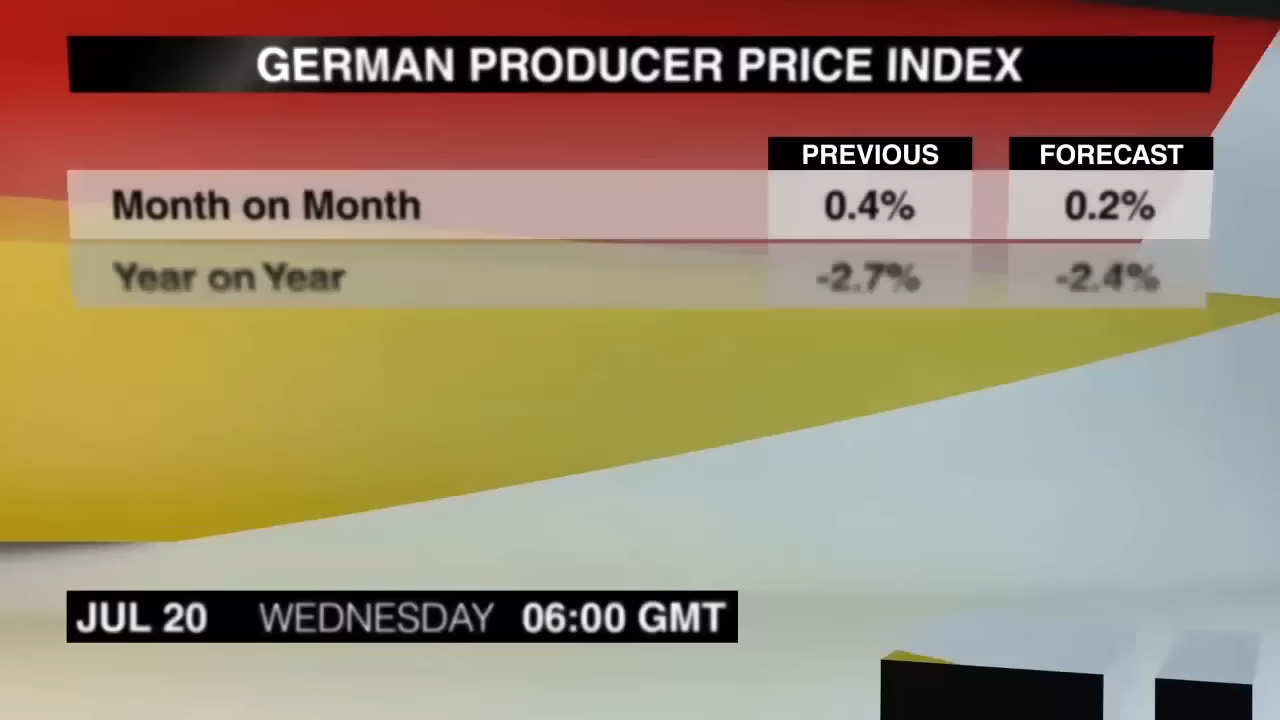 GERMAN PRODUCER PRICE INDEX
PREVIOUS FORECAST
Month on Month 0.4% 0.2%
Year on Year -2.7% -2.4%
JUL 20 WEDNESDAY 06:00 GMT